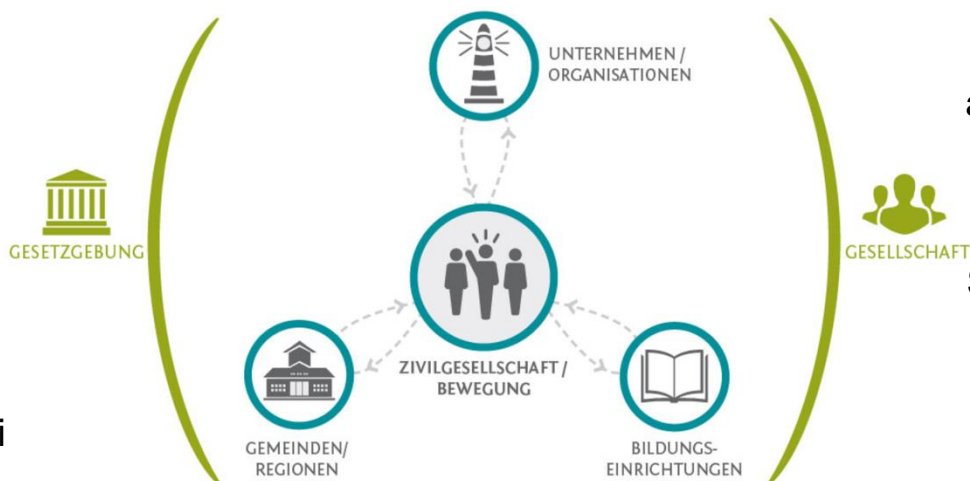 UNTERNEHMEN /
ORGANISATIONEN
GESETZGEBUNG
GESELLSCHAFT
ZIVILGESELLSCHAFT /
BEWEGUNG
GEMEINDEN/
REGIONEN
BILDUNGS-
EINRICHTUNGEN
i